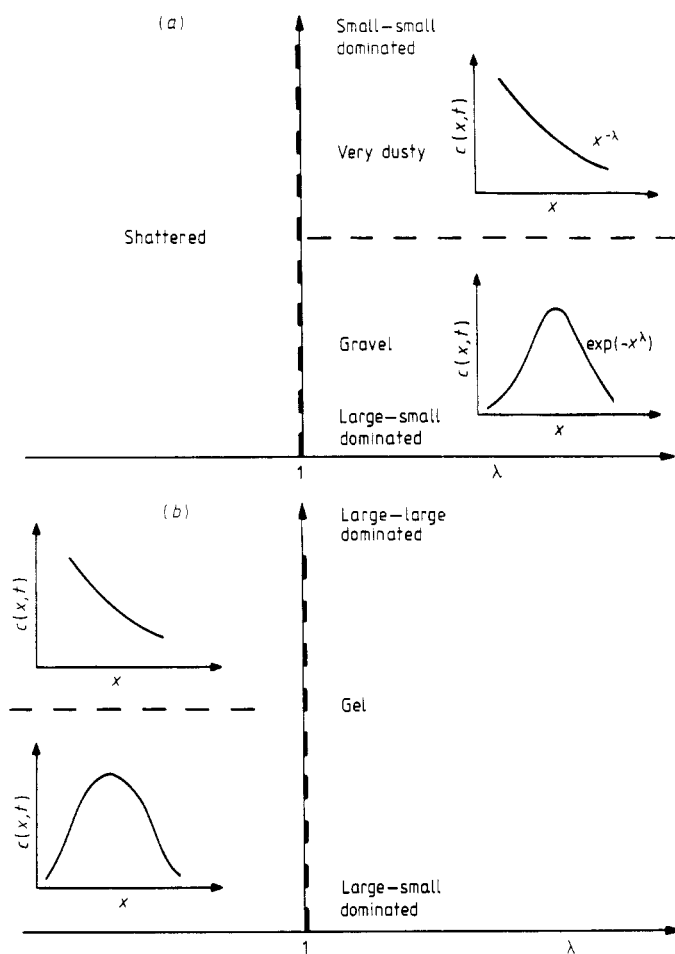 (a)
Small–small
dominated
c(x,t)
x^{-λ}
x
Very dusty
Shattered
Gravel
c(x,t)
exp(-x^λ)
x
Large–small
dominated
1
λ
(b)
Large–large
dominated
c(x,t)
x
Gel
c(x,t)
x
Large–small
dominated
1
λ